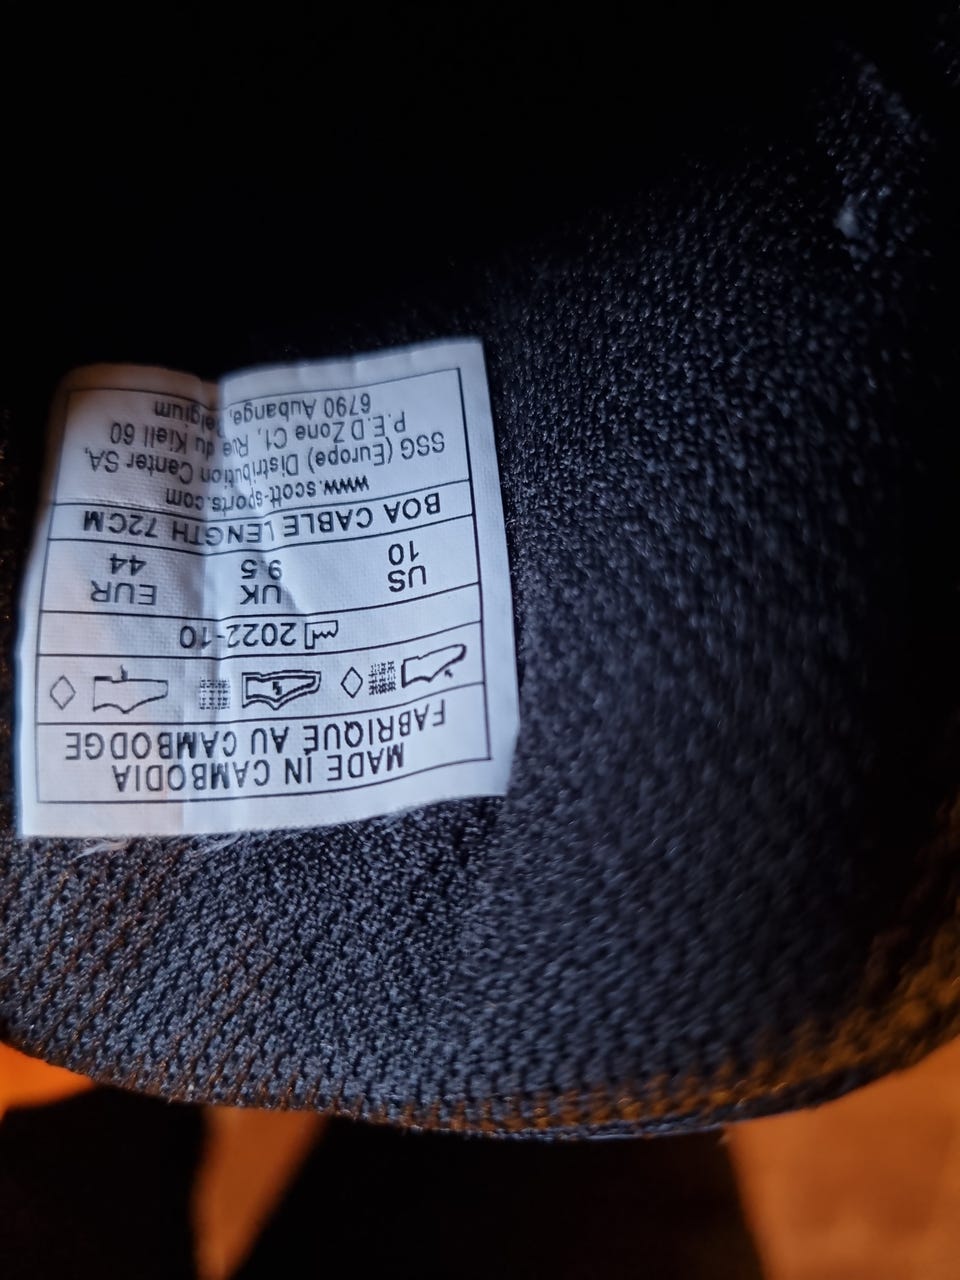 MADE IN CAMBODIA
FABRIQUÉ AU CAMBODGE
2022-10
US UK EUR
10 9.5 44
BOA CABLE LENGTH 72CM
www.scott-sports.com
SSG (Europe) Distribution Canter SA,
P.E.D Zone C1, Rue du Kiell 60
6790 Aubange, Belgium